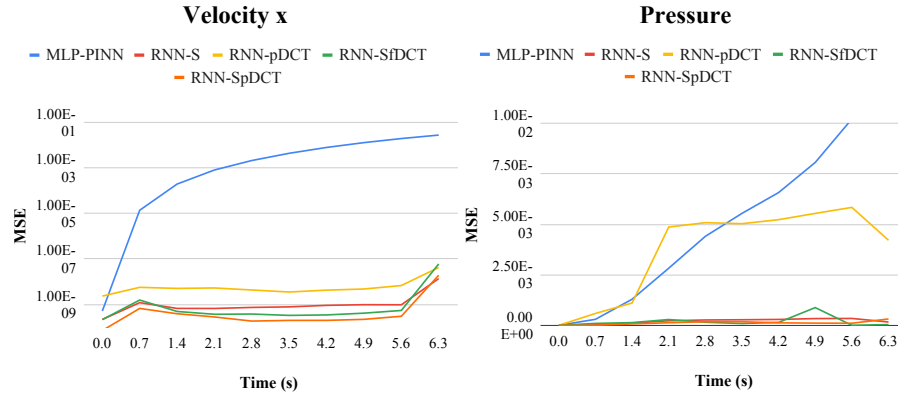 Velocity x
MLP-PINN RNN-S RNN-pDCT RNN-SfDCT
RNN-SpDCT
1.00E-
01
1.00E-
03
1.00E-
05
1.00E-
07
1.00E-
09
MSE
0.0 0.7 1.4 2.1 2.8 3.5 4.2 4.9 5.6 6.3
Time (s)
Pressure
MLP-PINN RNN-S RNN-pDCT RNN-SfDCT
RNN-SpDCT
1.00E-
02
7.50E-
03
5.00E-
03
2.50E-
03
0.00
E+00
MSE
0.0 0.7 1.4 2.1 2.8 3.5 4.2 4.9 5.6 6.3
Time (s)